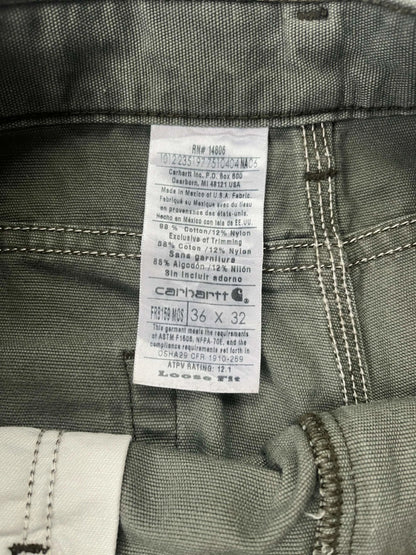 RN# 14806
Carhartt Inc. P.O. Box 600
Dearborn, MI 48121 USA
Made in Mexico of U.S.A. Fabric.
Fabriqué au Mexique avec du tissu
en provenance des états-unis.
Hecho en México con tela de EE.UU.
88 % Cotton/12% Nylon
Exclusive of Trimming
88% Coton /12% Nylon
Sans garniture
88% Algodón /12% Nilón
Sin incluir adorno
carhartt
FRB159 MOS 36 X 32
This garment meets the requirements
of ASTM F1506, NFPA-70E, and the
compliance requirements set forth in
OSHA29 CFR 1910-269
ATPV RATING: 12.1
Loose Fit